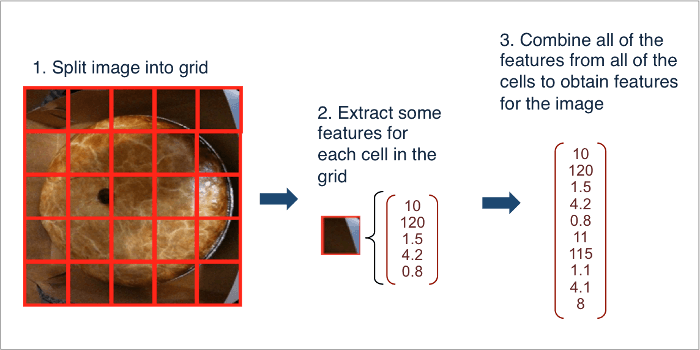 1. Split image into grid
2. Extract some
features for
each cell in the
grid
10
120
1.5
4.2
0.8
3. Combine all of the
features from all of the
cells to obtain features
for the image
10
120
1.5
4.2
0.8
11
115
1.1
4.1
8